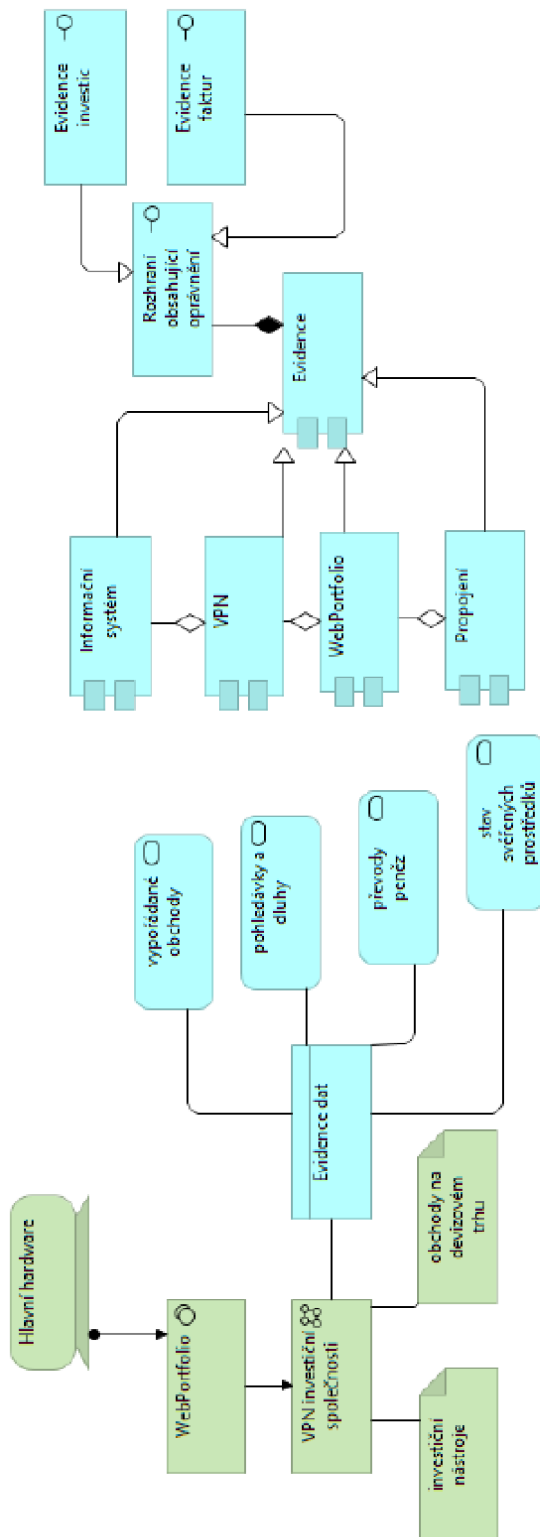 Hlavní hardware
WebPortfolio
VPN investiční
společnosti
investiční
nástroje
obchody na
devizovém
trhu
Evidence dat
vypořádané
obchody
pohledávky a
dluhy
převody
peněz
stav
svěřených
prostředků
Informační
systém
VPN
WebPortfolio
Propojení
Evidence
Rozhraní
obsahující
oprávnění
Evidence
investic
Evidence
faktur